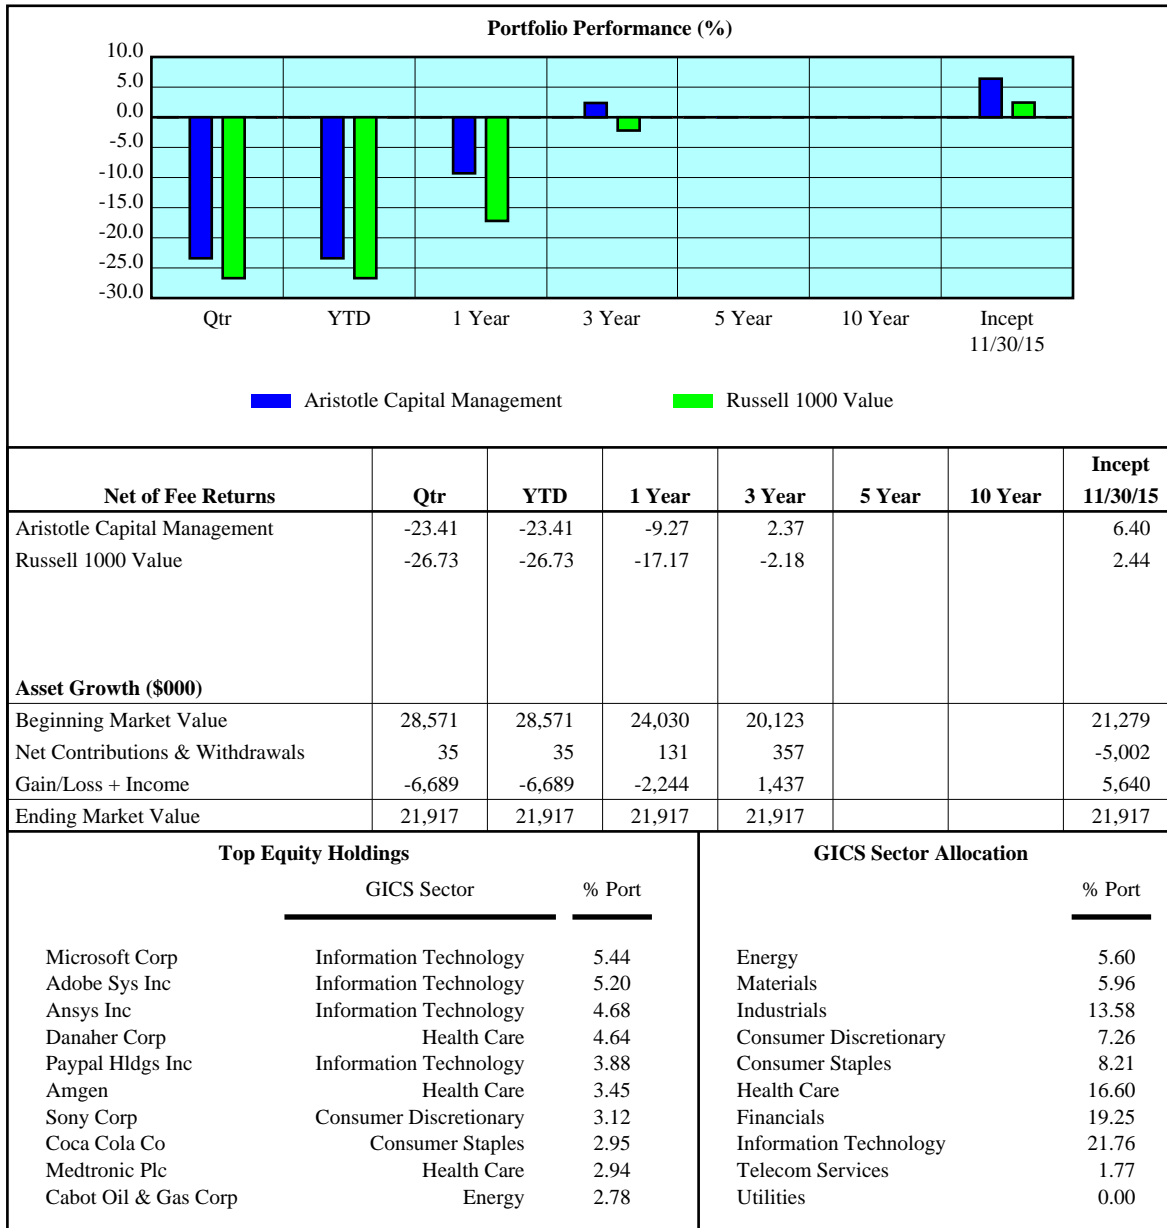 Portfolio Performance (%)
10.0
5.0
0.0
-5.0
-10.0
-15.0
-20.0
-25.0
-30.0
Qtr YTD 1 Year 3 Year 5 Year 10 Year Incept
11/30/15
Aristotle Capital Management Russell 1000 Value
Incept
Net of Fee Returns Qtr YTD 1 Year 3 Year 5 Year 10 Year 11/30/15
Aristotle Capital Management -23.41 -23.41 -9.27 2.37 6.40
Russell 1000 Value -26.73 -26.73 -17.17 -2.18 2.44
Asset Growth ($000)
Beginning Market Value 28,571 28,571 24,030 20,123 21,279
Net Contributions & Withdrawals 35 35 131 357 -5,002
Gain/Loss + Income -6,689 -6,689 -2,244 1,437 5,640
Ending Market Value 21,917 21,917 21,917 21,917 21,917
Top Equity Holdings
GICS Sector % Port
Microsoft Corp Information Technology 5.44
Adobe Sys Inc Information Technology 5.20
Ansys Inc Information Technology 4.68
Danaher Corp Health Care 4.64
Paypal Hldgs Inc Information Technology 3.88
Amgen Health Care 3.45
Sony Corp Consumer Discretionary 3.12
Coca Cola Co Consumer Staples 2.95
Medtronic Plc Health Care 2.94
Cabot Oil & Gas Corp Energy 2.78
GICS Sector Allocation
% Port
Energy 5.60
Materials 5.96
Industrials 13.58
Consumer Discretionary 7.26
Consumer Staples 8.21
Health Care 16.60
Financials 19.25
Information Technology 21.76
Telecom Services 1.77
Utilities 0.00